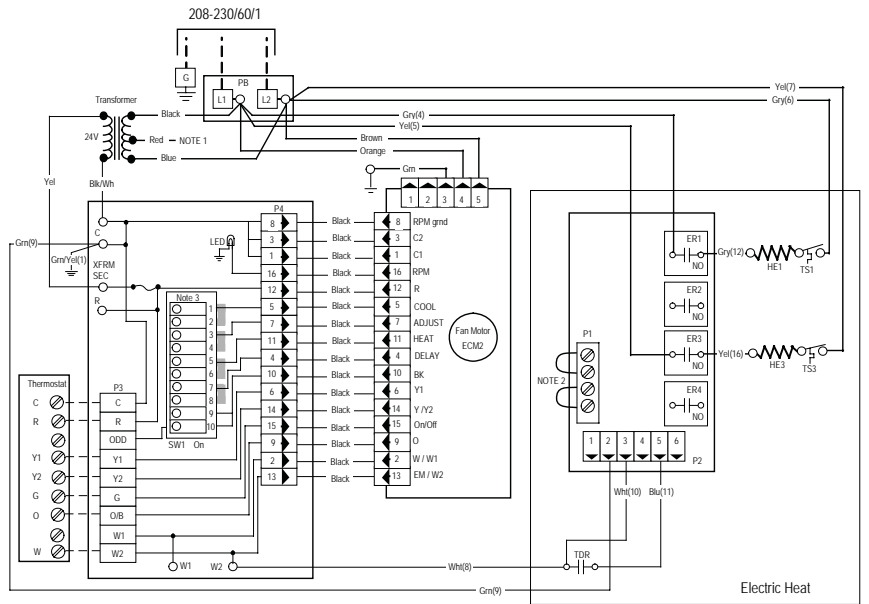 208-230/60/1
G
PB
L1
L2
Yel(7)
Transformer
Black
Gry(4)
Gry(6)
Yel(5)
24V
Red
NOTE 1
Brown
Orange
Blue
Grn
Yel
Blk/Wh
1 2 3 4 5
P4
C
Grn(9)
Grn/Yel(1)
XFRM
SEC
R
LED
8 Black 8 RPM grnd
3 Black 3 C2
1 Black 1 C1
16 Black 16 RPM
12 Black 12 R
5 Black 5 COOL
7 Black 7 ADJUST
11 Black 11 HEAT
4 Black 4 DELAY
10 Black 10 BK
6 Black 6 Y1
14 Black 14 Y /Y2
15 Black 15 On/Off
9 Black 9 O
2 Black 2 W / W1
13 Black 13 EM / W2
Fan Motor
ECM2
Note 3
1
2
3
4
5
6
7
8
9
10
SW1 On
Thermostat
C
R
Y1
Y2
G
O
W
P3
C
R
ODD
Y1
Y2
G
O/B
W1
W2
W1
W2
ER1
NO
Gry(12)
HE1
TS1
ER2
NO
ER3
NO
Yel(16)
HE3
TS3
ER4
NO
P1
NOTE 2
1 2 3 4 5 6
P2
Wht(10)
Blu(11)
TDR
Wht(8)
Grn(9)
Electric Heat